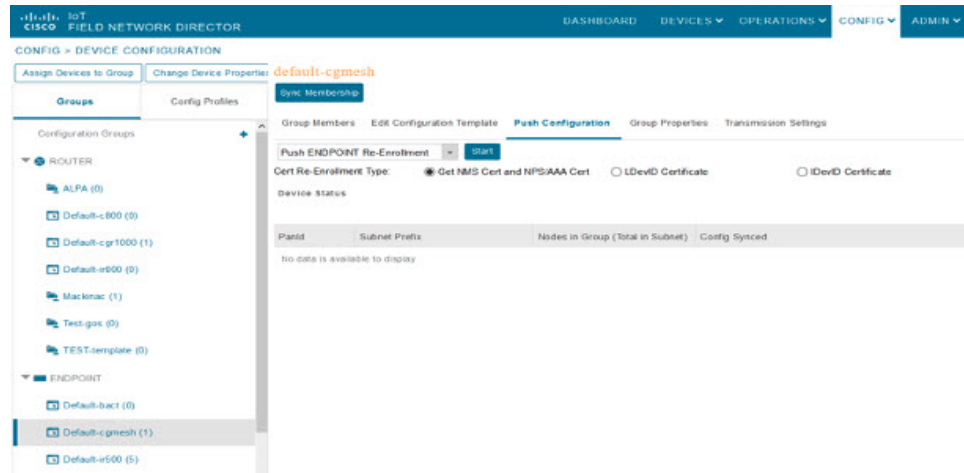 CISCO IoT FIELD NETWORK DIRECTOR
DASHBOARD DEVICES OPERATIONS CONFIG ADMIN
CONFIG > DEVICE CONFIGURATION
Assign Devices to Group Change Device Propertie default-cgmesh
Sync Membership
Groups Config Profiles
Group Members Edit Configuration Template Push Configuration Group Properties Transmission Settings
Configuration Groups +
Push ENDPOINT Re-Enrollment Start
ROUTER
Cert Re-Enrollment Type: Get NMS Cert and NPS/AAA Cert LDevID Certificate IDevID Certificate
ALPA (0)
Device Status
Default-c800 (0)
PanId Subnet Prefix Nodes in Group (Total in Subnet) Config Synced
Default-cgr1000 (1)
No data is available to display
Default-ir800 (0)
Mackinac (1)
Test-gos (0)
TEST-template (0)
ENDPOINT
Default-bact (0)
Default-cgmesh (1)
Default-ir500 (5)